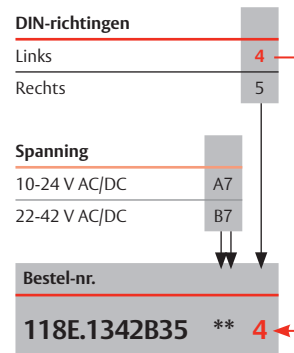 DIN-richtingen
Links 4
Rechts 5
Spanning
10-24 V AC/DC A7
22-42 V AC/DC B7
Bestel-nr.
118E.1342B35 ** 4